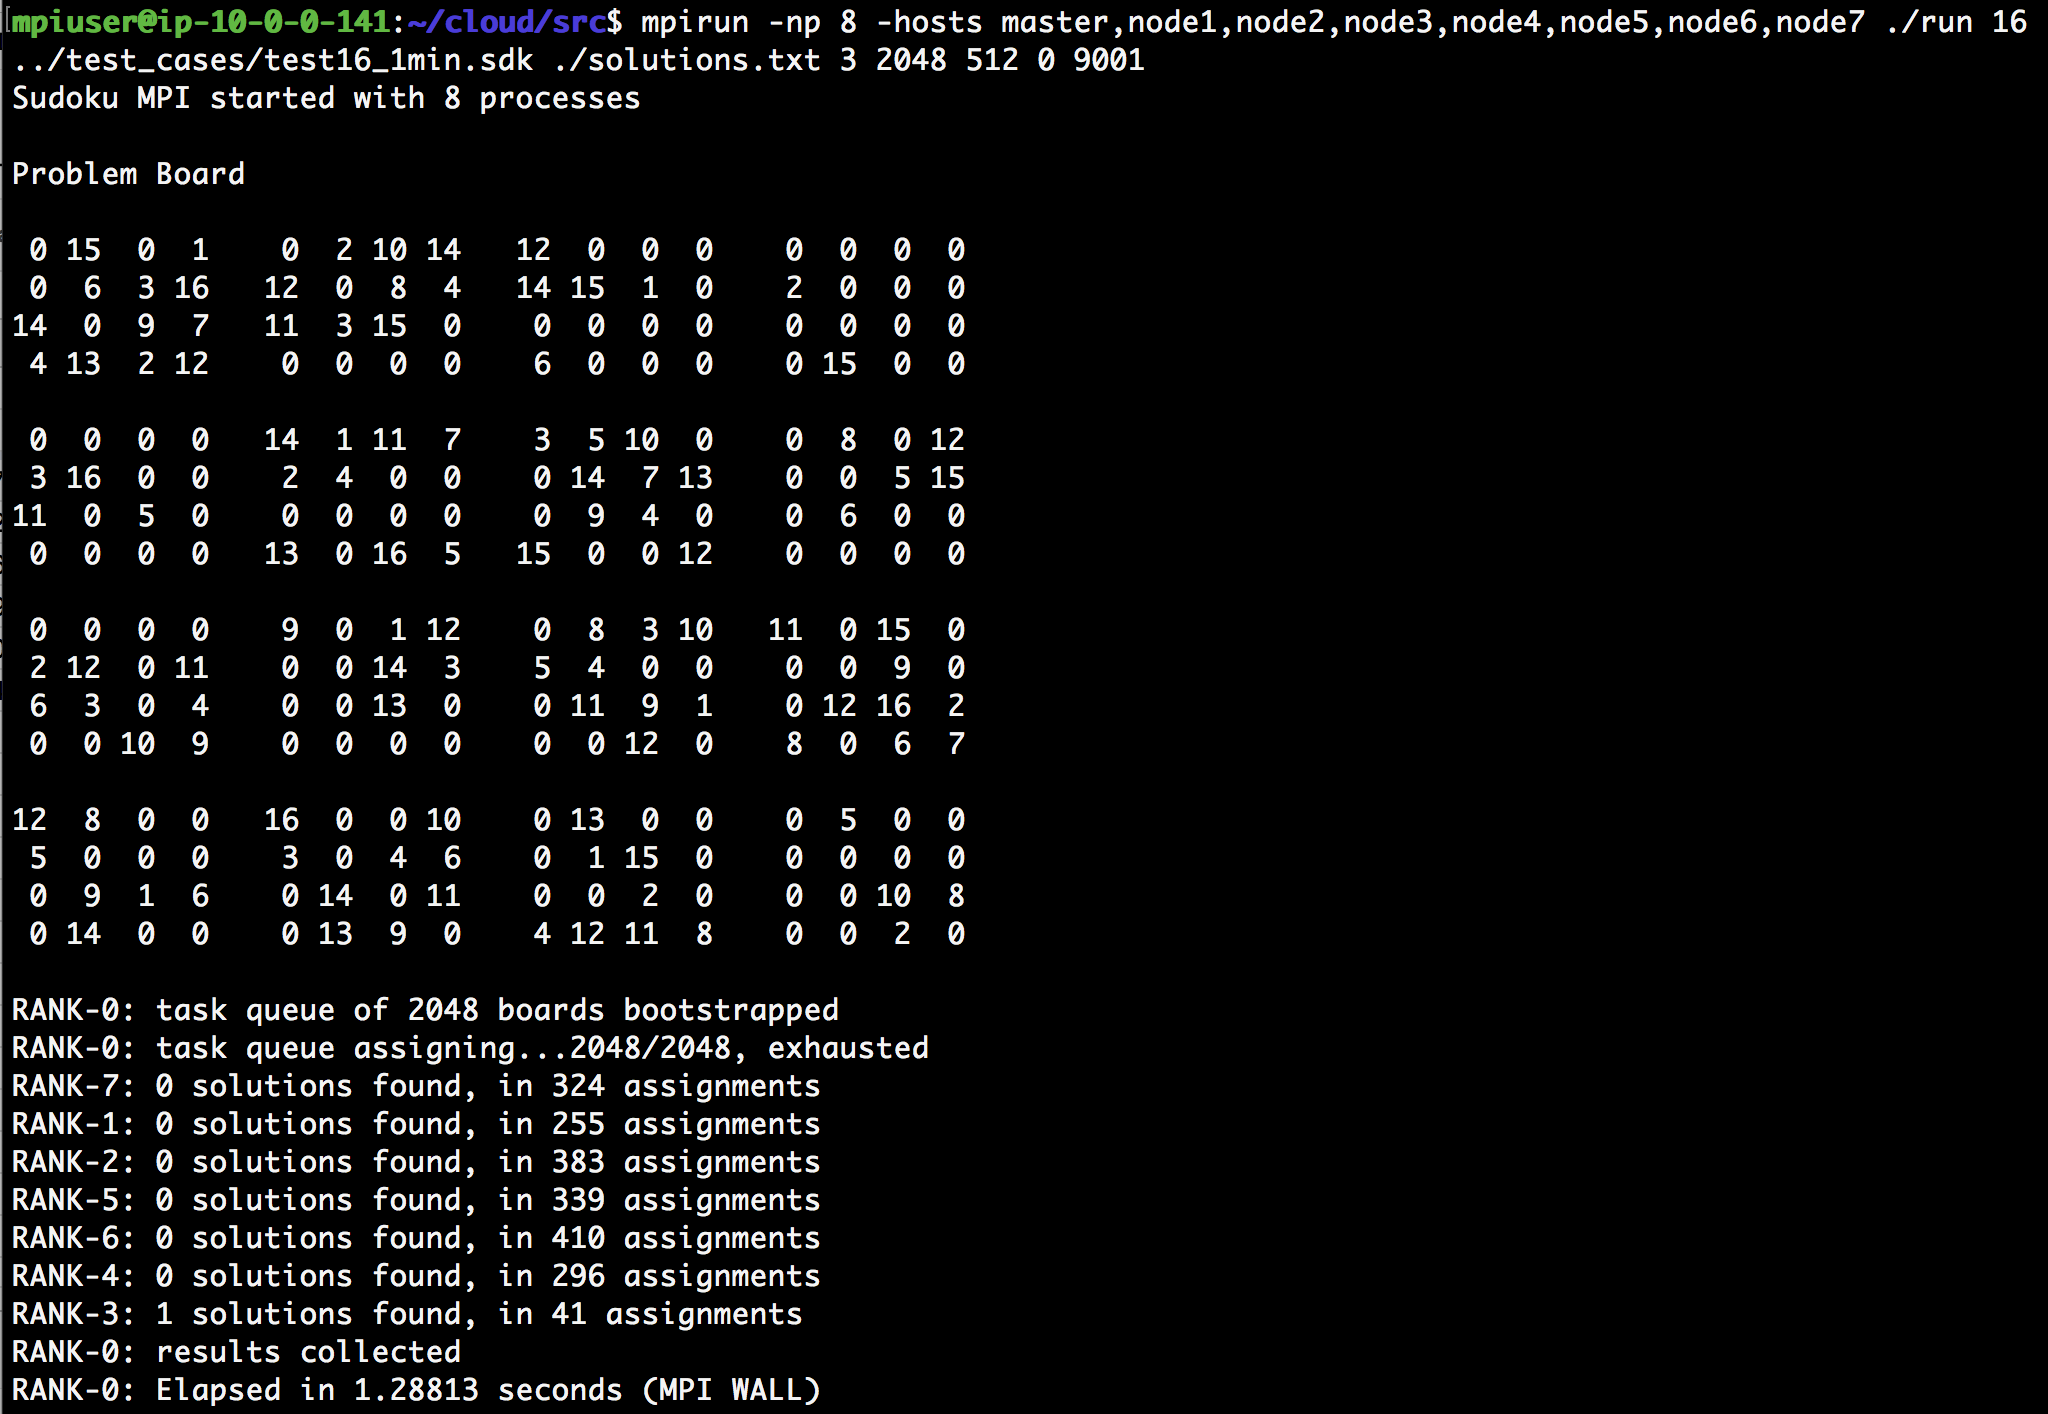 mpiuser@ip-10-0-0-141:~/cloud/src$ mpirun -np 8 -hosts master,node1,node2,node3,node4,node5,node6,node7 ./run 16
../test_cases/test16_1min.sdk ./solutions.txt 3 2048 512 0 9001
Sudoku MPI started with 8 processes
Problem Board
0 15 0 1 0 2 10 14 12 0 0 0 0 0 0 0
0 6 3 16 12 0 8 4 14 15 1 0 2 0 0 0
14 0 9 7 11 3 15 0 0 0 0 0 0 0 0 0
4 13 2 12 0 0 0 0 6 0 0 0 0 15 0 0
0 0 0 0 14 1 11 7 3 5 10 0 0 8 0 12
3 16 0 0 2 4 0 0 0 14 7 13 0 0 5 15
11 0 5 0 0 0 0 0 0 9 4 0 0 6 0 0
0 0 0 0 13 0 16 5 15 0 0 12 0 0 0 0
0 0 0 0 9 0 1 12 0 8 3 10 11 0 15 0
2 12 0 11 0 0 14 3 5 4 0 0 0 0 9 0
6 3 0 4 0 0 13 0 0 11 9 1 0 12 16 2
0 0 10 9 0 0 0 0 0 0 12 0 8 0 6 7
12 8 0 0 16 0 0 10 0 13 0 0 0 5 0 0
5 0 0 0 3 0 4 6 0 1 15 0 0 0 0 0
0 9 1 6 0 14 0 11 0 0 2 0 0 0 10 8
0 14 0 0 0 13 9 0 4 12 11 8 0 0 2 0
RANK-0: task queue of 2048 boards bootstrapped
RANK-0: task queue assigning...2048/2048, exhausted
RANK-7: 0 solutions found, in 324 assignments
RANK-1: 0 solutions found, in 255 assignments
RANK-2: 0 solutions found, in 383 assignments
RANK-5: 0 solutions found, in 339 assignments
RANK-6: 0 solutions found, in 410 assignments
RANK-4: 0 solutions found, in 296 assignments
RANK-3: 1 solutions found, in 41 assignments
RANK-0: results collected
RANK-0: Elapsed in 1.28813 seconds (MPI WALL)